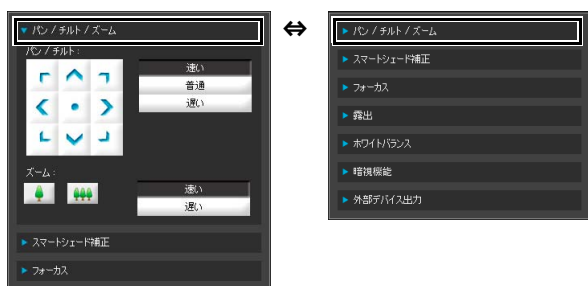 パン / チルト / ズーム
パン / チルト :
速い
普通
遅い
ズーム :
速い
遅い
スマートシェード補正
フォーカス
パン / チルト / ズーム
スマートシェード補正
フォーカス
露出
ホワイトバランス
暗視機能
外部デバイス出力